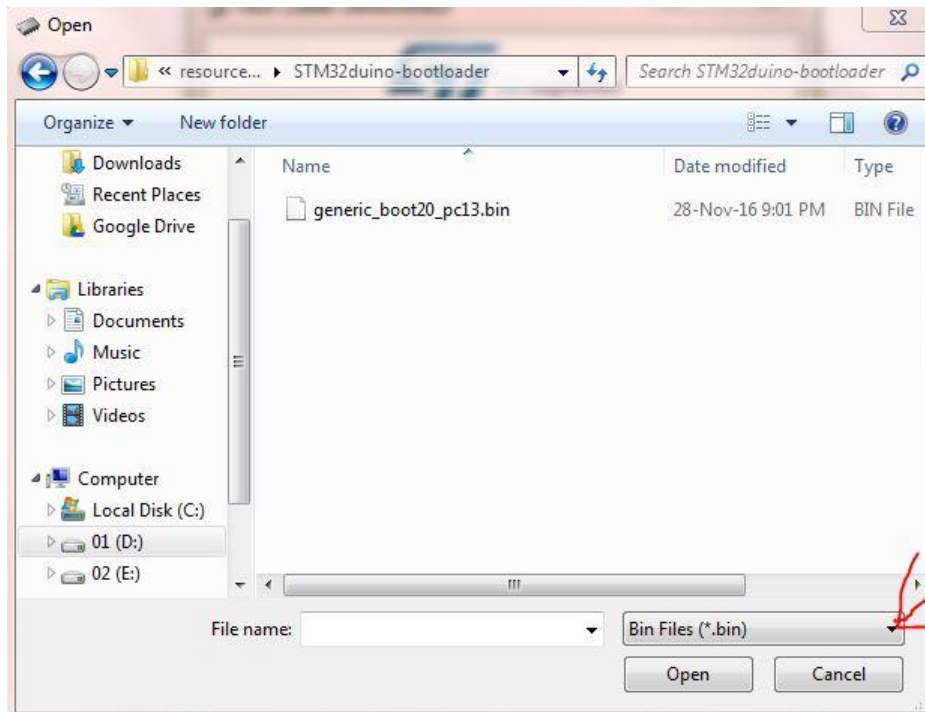 Open
« resource... STM32duino-bootloader
Search STM32duino-bootloader
Organize New folder
Downloads
Recent Places
Google Drive
Libraries
Documents
Music
Pictures
Videos
Computer
Local Disk (C:)
01 (D:)
02 (E:)
Name Date modified Type
generic_boot20_pc13.bin 28-Nov-16 9:01 PM BIN File
File name: Bin Files (*.bin)
Open Cancel